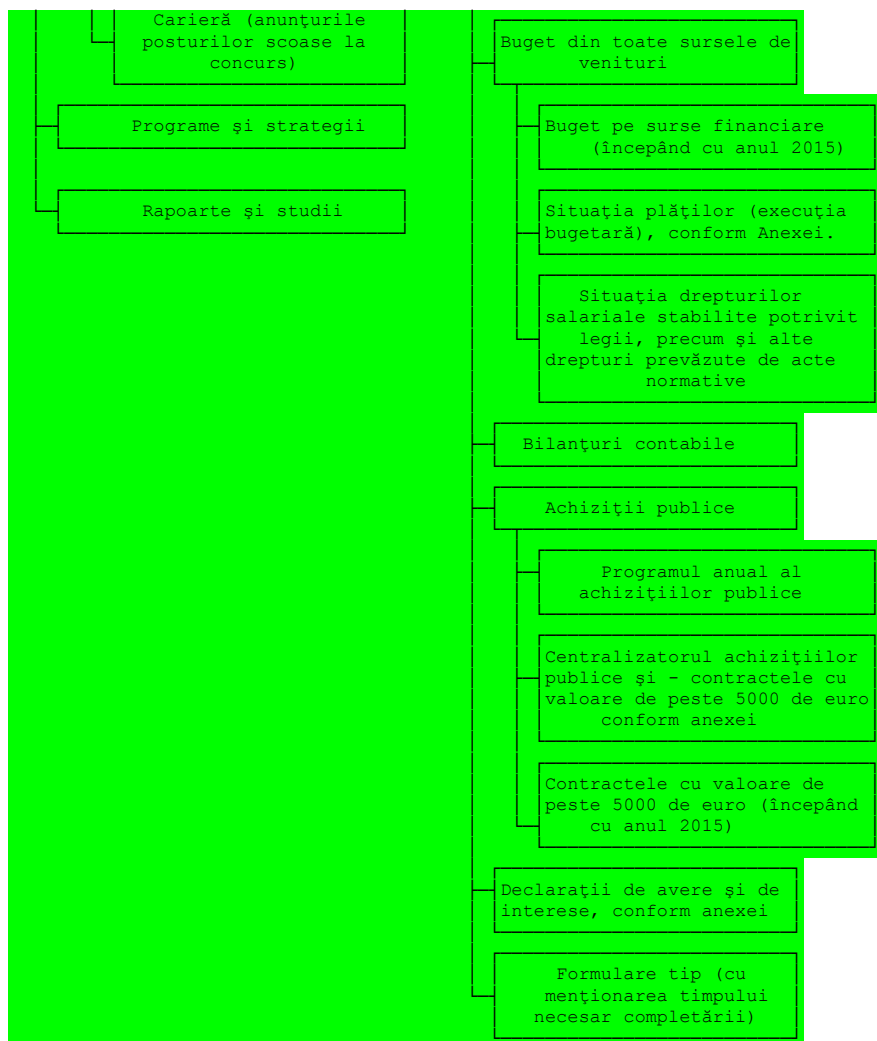 Carieră (anunţurile
posturilor scoase la
concurs)
Programe şi strategii
Rapoarte şi studii
Buget din toate sursele de
venituri
Buget pe surse financiare
(începând cu anul 2015)
Situaţia plăţilor (execuţia
bugetară), conform Anexei.
Situaţia drepturilor
salariale stabilite potrivit
legii, precum şi alte
drepturi prevăzute de acte
normative
Bilanţuri contabile
Achiziţii publice
Programul anual al
achiziţiilor publice
Centralizatorul achiziţiilor
publice şi - contractele cu
valoare de peste 5000 de euro
conform anexei
Contractele cu valoare de
peste 5000 de euro (începând
cu anul 2015)
Declaraţii de avere şi de
interese, conform anexei
Formulare tip (cu
menţionarea timpului
necesar completării)